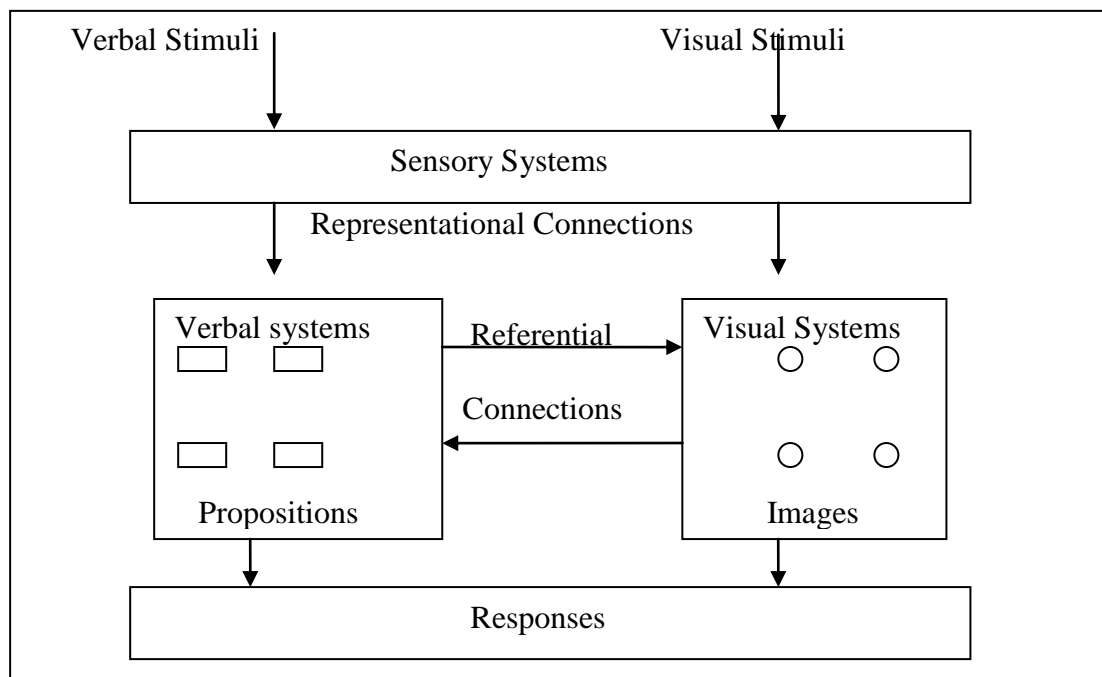 Verbal Stimuli
Visual Stimuli
Sensory Systems
Representational Connections
Verbal systems
Referential
Visual Systems
Connections
Propositions
Images
Responses